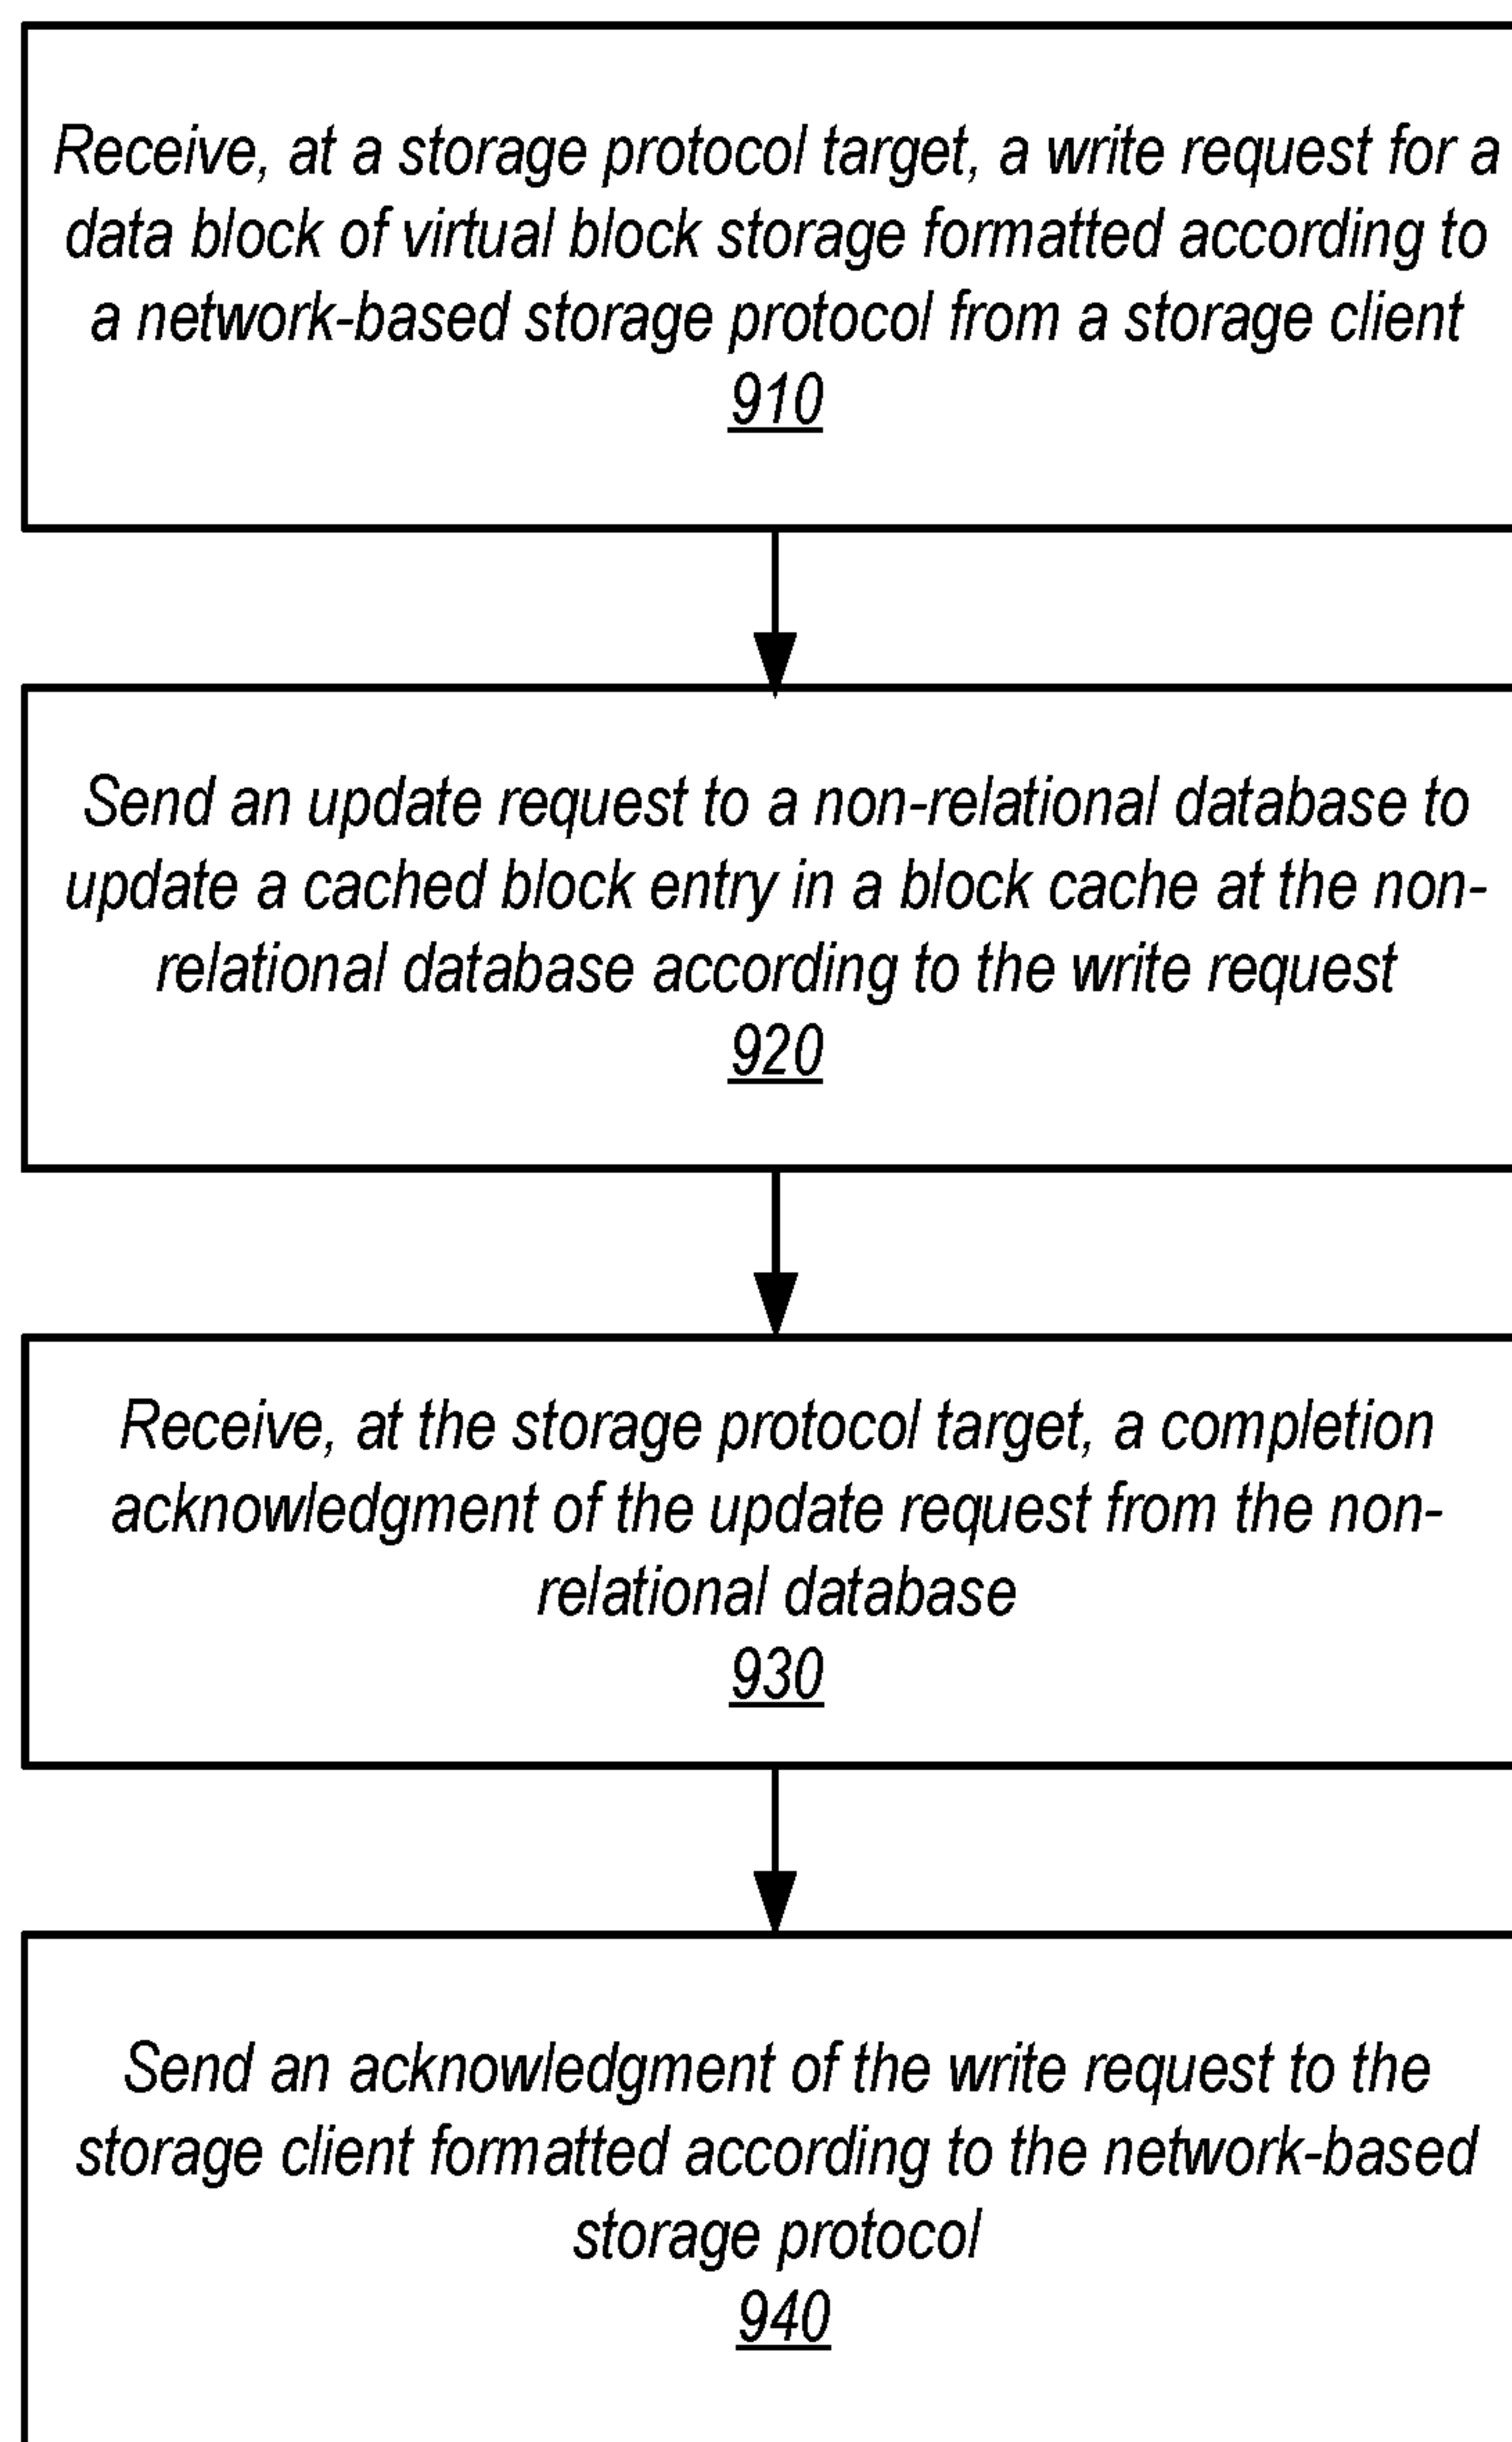 Receive, at a storage protocol target, a write request for a
data block of virtual block storage formatted according to
a network-based storage protocol from a storage client
910
Send an update request to a non-relational database to
update a cached block entry in a block cache at the non-
relational database according to the write request
920
Receive, at the storage protocol target, a completion
acknowledgment of the update request from the non-
relational database
930
Send an acknowledgment of the write request to the
storage client formatted according to the network-based
storage protocol
940